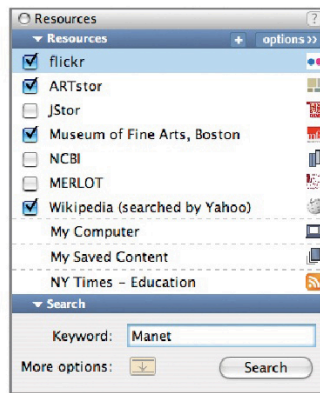 Resources ?
Resources + options>>
flickr
ARTstor
JStor
Museum of Fine Arts, Boston
NCBI
MERLOT
Wikipedia (searched by Yahoo)
My Computer
My Saved Content
NY Times - Education
Search
Keyword: Manet
More options: Search